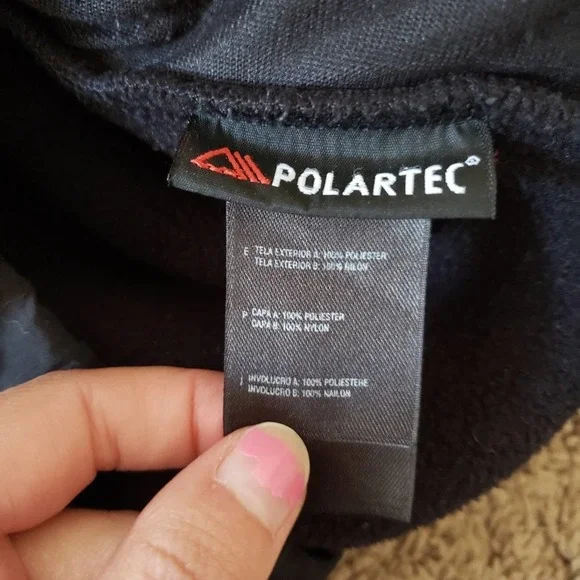 POLARTEC®
E TELA EXTERIOR A: 100% POLIESTER
TELA EXTERIOR B: 100% NILON
P CAPA A: 100% POLIESTER
CAPA B: 100% NYLON
I INVOLUCRO A: 100% POLIESTEHE
INVOLUCRO B: 100% NAILON